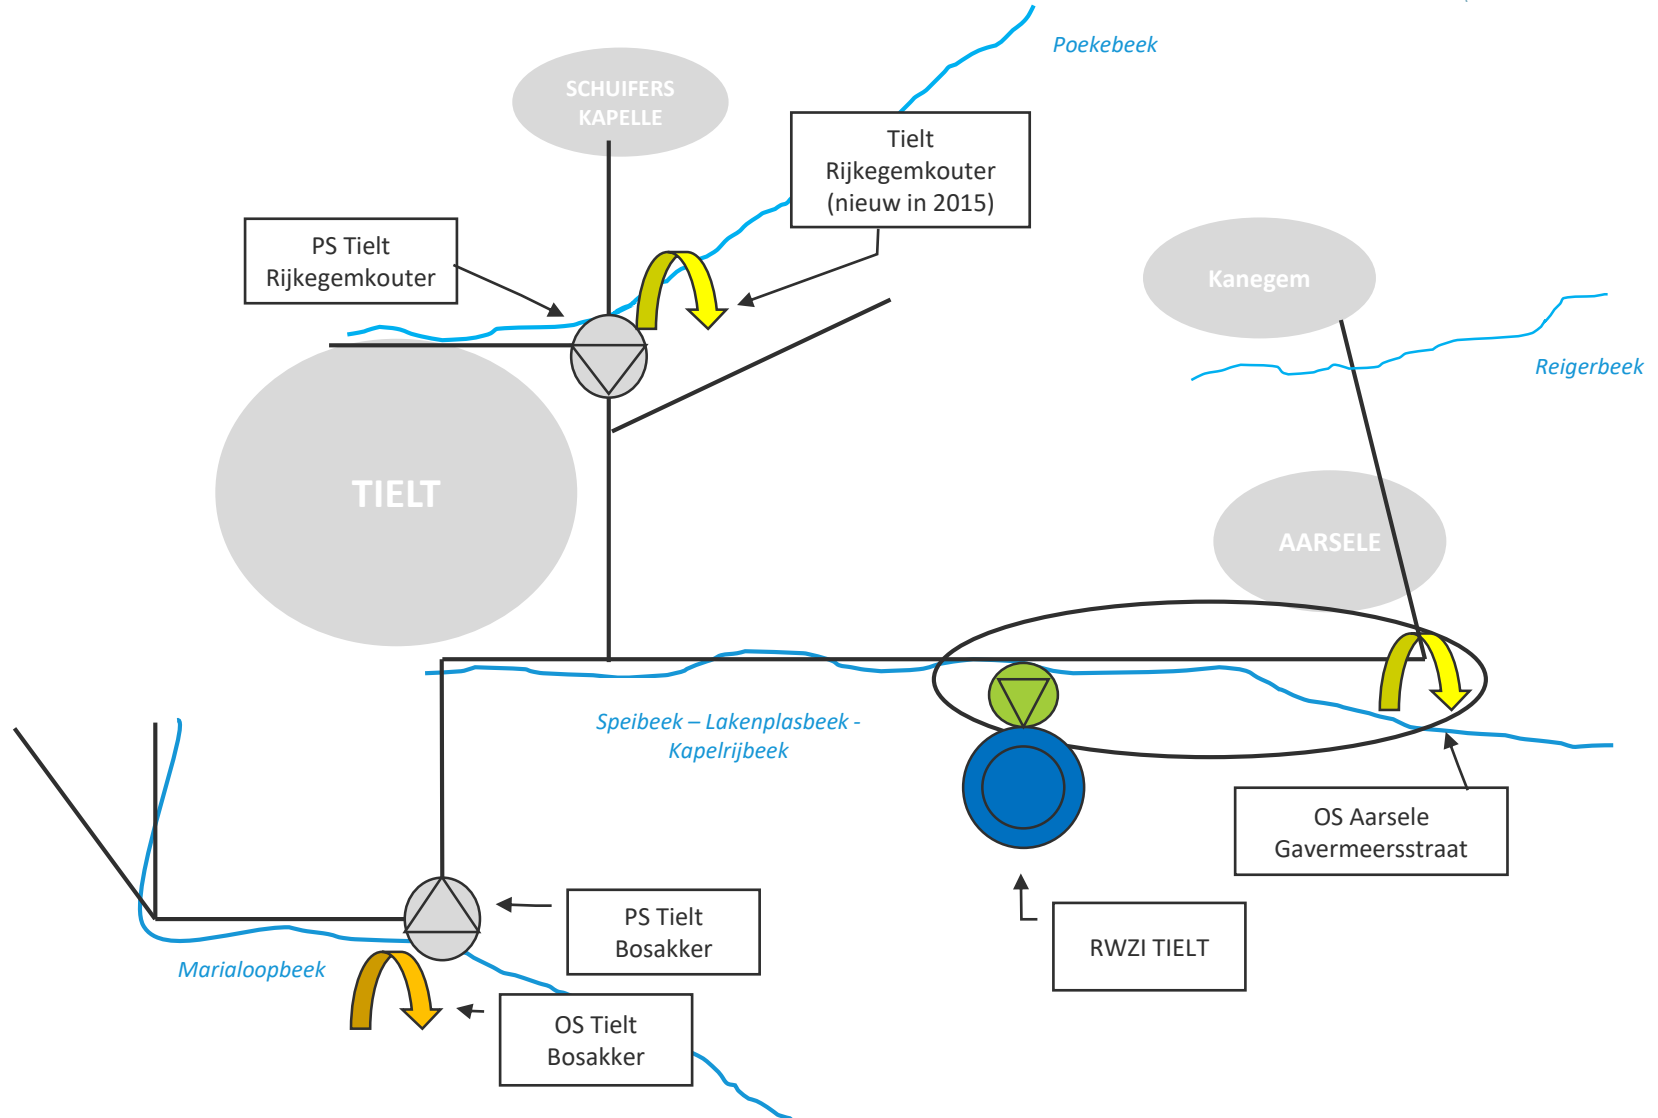 Poekebeek
SCHUIFERS
KAPELLE
Tielt
Rijkegemkouter
(nieuw in 2015)
PS Tielt
Rijkegemkouter
Kanegem
Reigerbeek
TIELT
AARSELE
Speibeek – Lakenplasbeek -
Kapelrijbeek
OS Aarsele
Gavermeersstraat
PS Tielt
Bosakker
RWZI TIELT
Marialoopbeek
OS Tielt
Bosakker